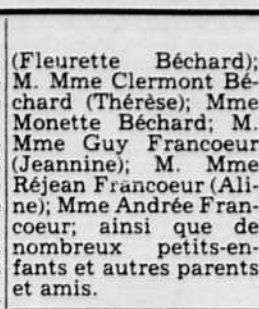 (Fleurette Béchard);
M. Mme Clermont Bé-
chard (Thérèse); Mme
Monette Béchard; M.
Mme Guy Francoeur
(Jeannine); M. Mme
Réjean Francoeur (Ali-
ne); Mme Andrée Fran-
coeur; ainsi que de
nombreux petits-en-
fants et autres parents
et amis.